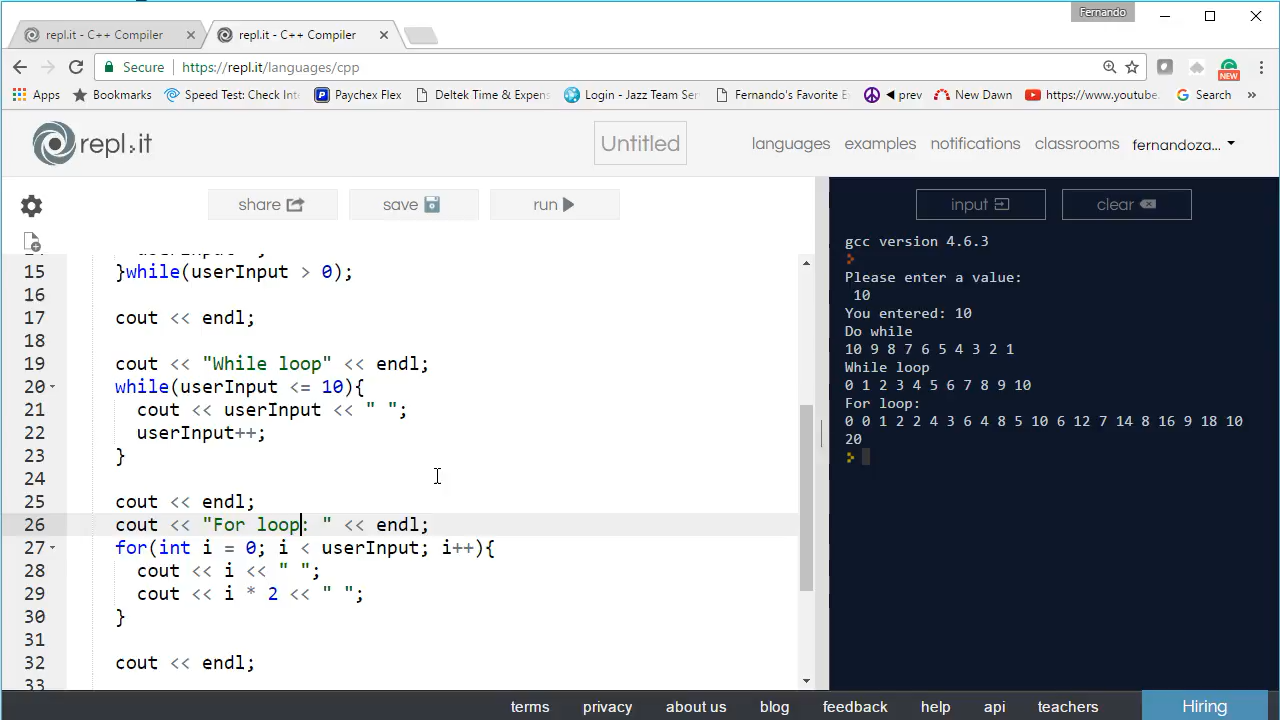 Fernando
repl.it - C++ Compiler
repl.it - C++ Compiler
Secure https://repl.it/languages/cpp
Apps Bookmarks Speed Test: Check Inte Paychex Flex Deltek Time & Expens Login - Jazz Team Ser Fernando's Favorite prev New Dawn https://www.youtube. Search »
NEW
repl.it Untitled languages examples notifications classrooms fernandoza...
share save run
input clear
15 }while(userInput > 0);
16
17 cout << endl;
18
19 cout << "While loop" << endl;
20 while(userInput <= 10){
21 cout << userInput << " ";
22 userInput++;
23 }
24
25 cout << endl;
26 cout << "For loop: " << endl;
27 for(int i = 0; i < userInput; i++){
28 cout << i << " ";
29 cout << i * 2 << " ";
30 }
31
32 cout << endl;
33
gcc version 4.6.3
Please enter a value:
10
You entered: 10
Do while
10 9 8 7 6 5 4 3 2 1
While loop
0 1 2 3 4 5 6 7 8 9 10
For loop:
0 0 1 2 2 4 3 6 4 8 5 10 6 12 7 14 8 16 9 18 10
20
terms privacy about us blog feedback help api teachers Hiring